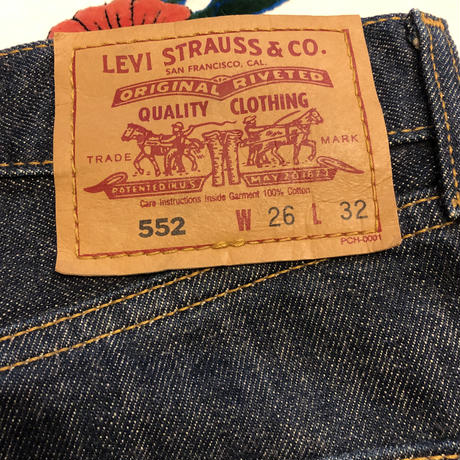 LEVI STRAUSS & CO.
SAN FRANCISCO, CAL.
ORIGINAL RIVETED
QUALITY CLOTHING
TRADE MARK
PATENTED IN U.S. MAY 20 1873
Care Instructions Inside Garment 100% Cotton
552 W 26 L 32
PCH-0001